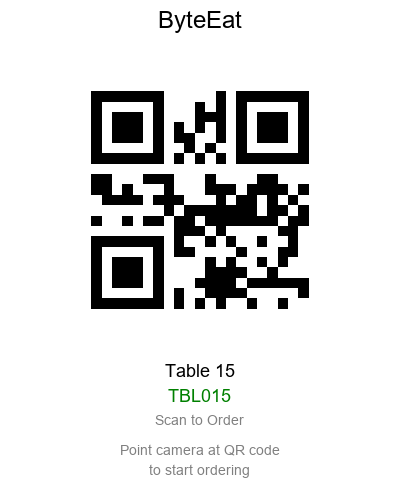 ByteEat
Table 15
TBL015
Scan to Order
Point camera at QR code
to start ordering